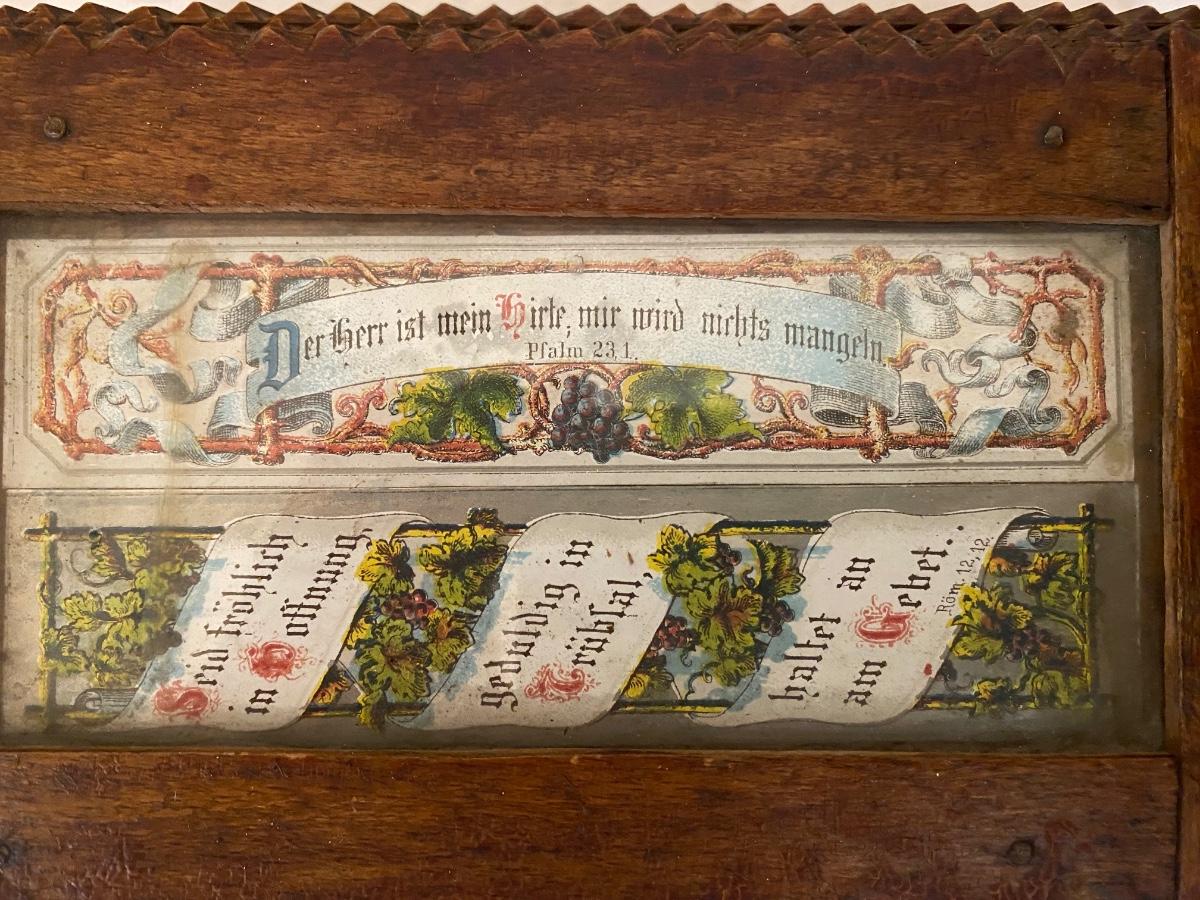 Der Herr ist mein Hirte, mir wird nichts mangeln.
Psalm 23,1.
Seid fröhlich
in Hoffnung,
geduldig in
Trübsal,
haltet an
am Gebet.
Röm. 12,12.